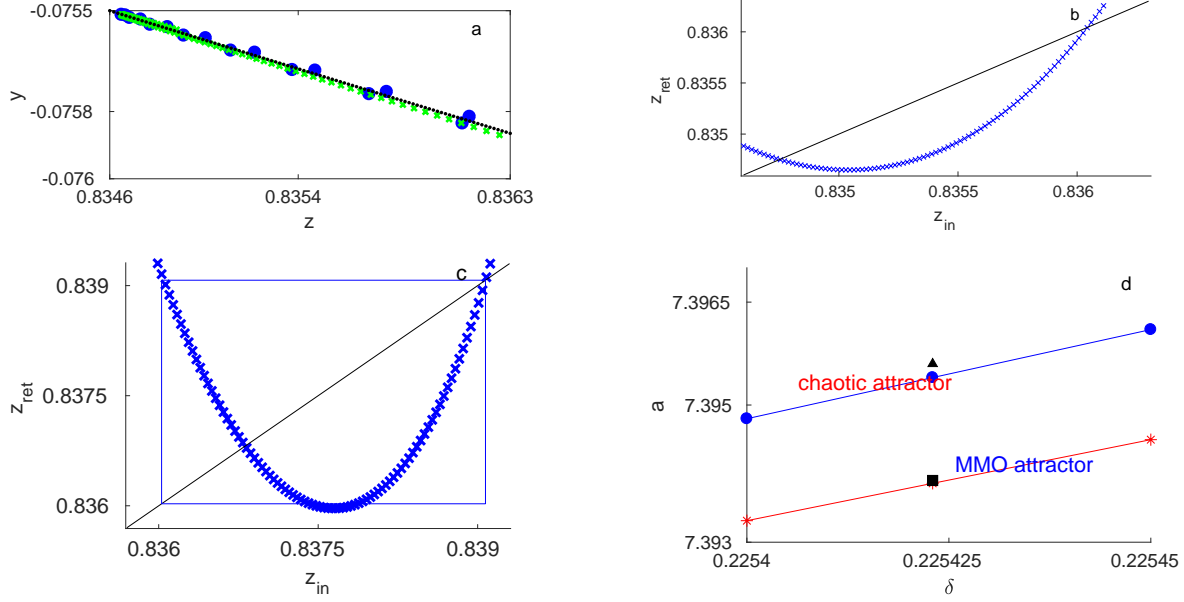 a
-0.0755
-0.0758
-0.076
y
0.8346
0.8354
0.8363
z
b
0.836
0.8355
0.835
z_ret
0.835
0.8355
0.836
z_in
c
0.839
0.8375
0.836
z_ret
0.836
0.8375
0.839
z_in
d
7.3965
7.395
7.393
a
chaotic attractor
MMO attractor
0.2254
0.225425
0.22545
δ